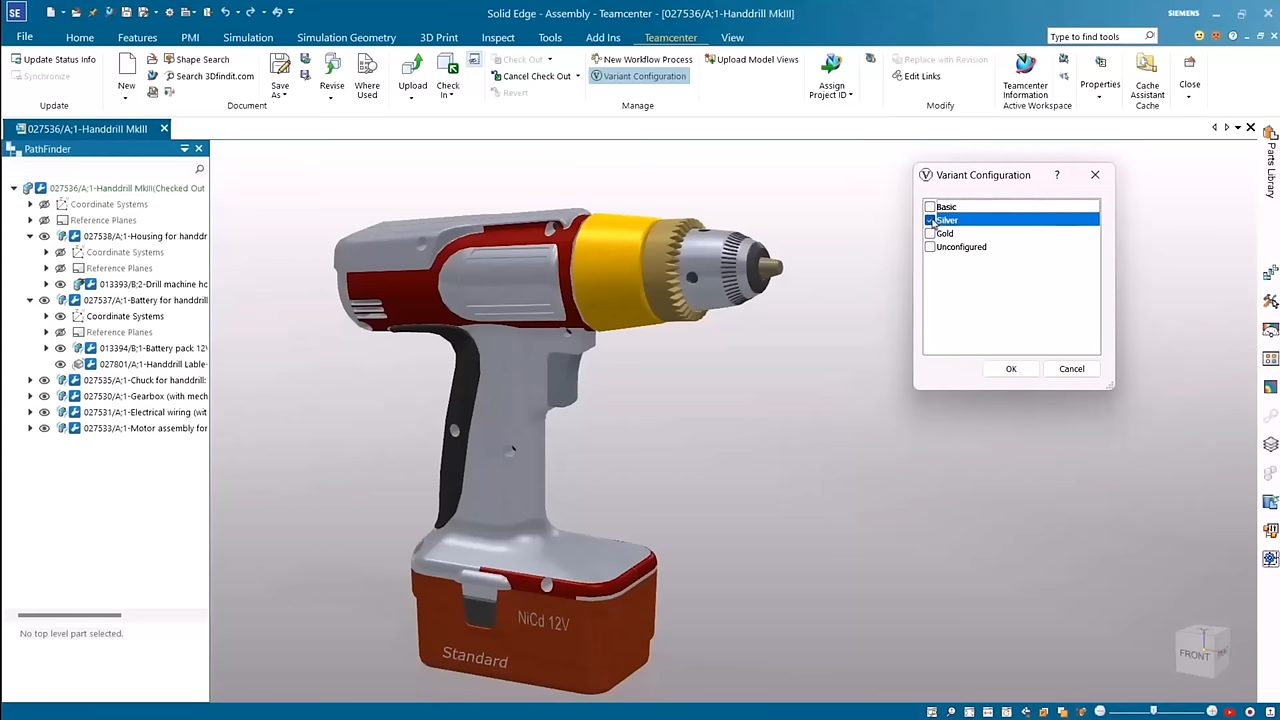 SE
Solid Edge - Assembly - Teamcenter - [027536/A;1-Handdrill MkIII]
SIEMENS
File
Home
Features
PMI
Simulation
Simulation Geometry
3D Print
Inspect
Tools
Add Ins
Teamcenter
View
Type to find tools
Update Status Info
Synchronize
Update
New
Shape Search
Search 3Dfindit.com
Document
Save
As
Revise
Where
Used
Upload
Check
In
Check Out
Cancel Check Out
Revert
New Workflow Process
Variant Configuration
Upload Model Views
Manage
Assign
Project ID
Replace with Revision
Edit Links
Modify
Teamcenter
Information
Active Workspace
Properties
Cache
Assistant
Cache
Close
027536/A;1-Handdrill MkIII
PathFinder
027536/A;1-Handdrill MkIII(Checked Out
Coordinate Systems
Reference Planes
027538/A;1-Housing for handdr
Coordinate Systems
Reference Planes
013393/B;2-Drill machine hc
027537/A;1-Battery for handdrill
Coordinate Systems
Reference Planes
013394/B;1-Battery pack 12V
027801/A;1-Handdrill Lable-
027535/A;1-Chuck for handdrill:
027530/A;1-Gearbox (with mech
027531/A;1-Electrical wiring (wit
027533/A;1-Motor assembly for
No top level part selected.
Variant Configuration
?
Basic
Silver
Gold
Unconfigured
OK
Cancel
Parts Library
NiCd 12V
Standard
FRONT